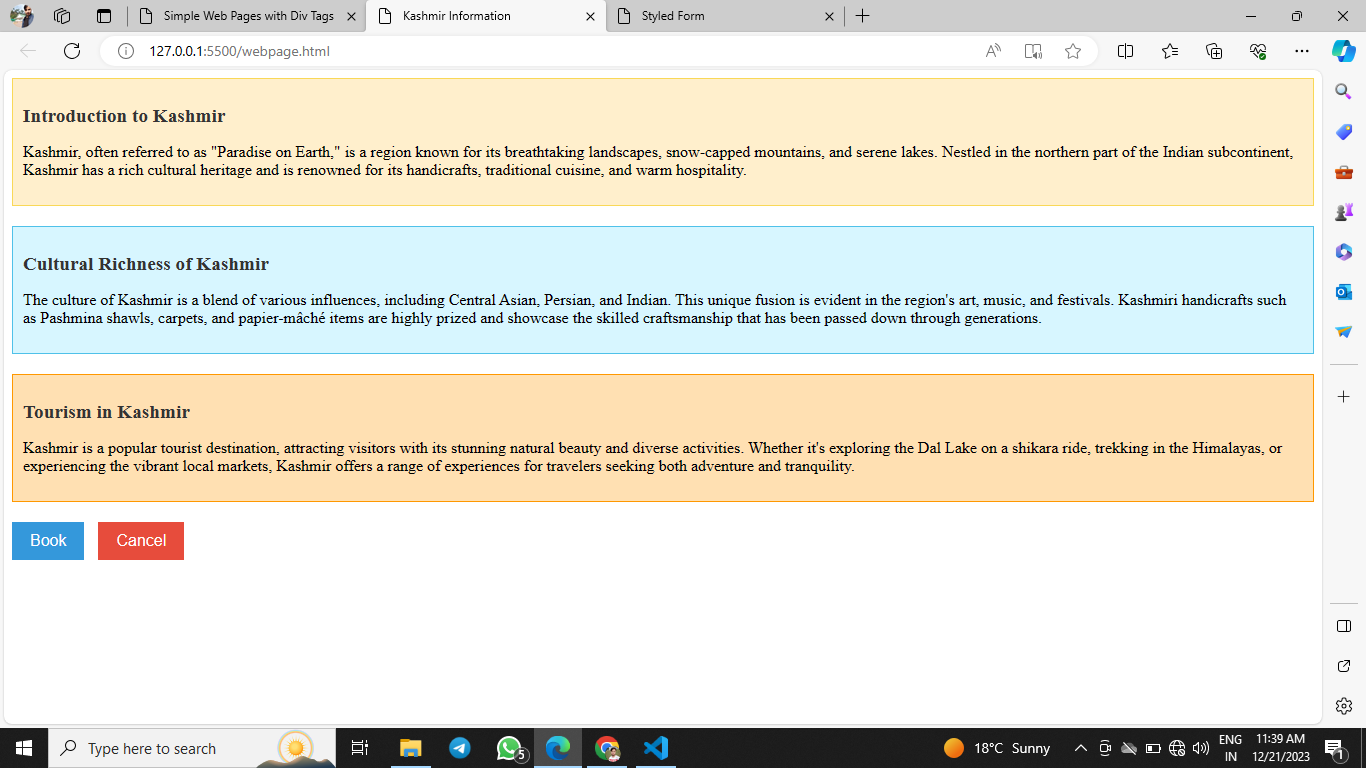 Simple Web Pages with Div Tags
Kashmir Information
Styled Form
127.0.0.1:5500/webpage.html
Introduction to Kashmir
Kashmir, often referred to as "Paradise on Earth," is a region known for its breathtaking landscapes, snow-capped mountains, and serene lakes. Nestled in the northern part of the Indian subcontinent,
Kashmir has a rich cultural heritage and is renowned for its handicrafts, traditional cuisine, and warm hospitality.
Cultural Richness of Kashmir
The culture of Kashmir is a blend of various influences, including Central Asian, Persian, and Indian. This unique fusion is evident in the region's art, music, and festivals. Kashmiri handicrafts such
as Pashmina shawls, carpets, and papier-mâché items are highly prized and showcase the skilled craftsmanship that has been passed down through generations.
Tourism in Kashmir
Kashmir is a popular tourist destination, attracting visitors with its stunning natural beauty and diverse activities. Whether it's exploring the Dal Lake on a shikara ride, trekking in the Himalayas, or
experiencing the vibrant local markets, Kashmir offers a range of experiences for travelers seeking both adventure and tranquility.
Book
Cancel
Type here to search
5
18°C Sunny
ENG
IN
11:39 AM
12/21/2023
1